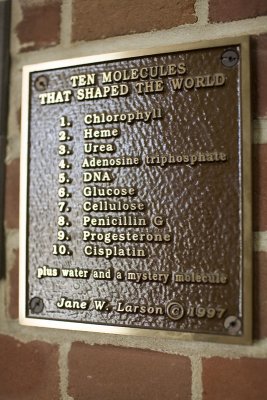 TEN MOLECULES
THAT SHAPED THE WORLD
1. Chlorophyll
2. Heme
3. Urea
4. Adenosine triphosphate
5. DNA
6. Glucose
7. Cellulose
8. Penicillin G
9. Progesterone
10. Cisplatin
plus water and a mystery molecule
Jane W. Larson © 1997